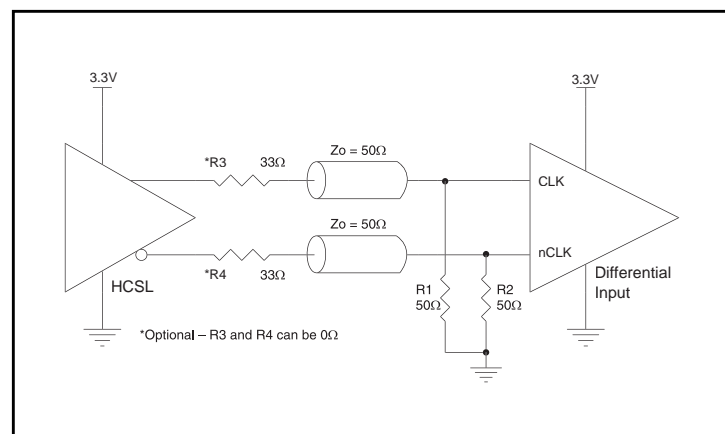 3.3V
3.3V
*R3
33Ω
Zo = 50Ω
CLK
Zo = 50Ω
nCLK
*R4
33Ω
HCSL
R1
50Ω
R2
50Ω
Differential
Input
*Optional – R3 and R4 can be 0Ω